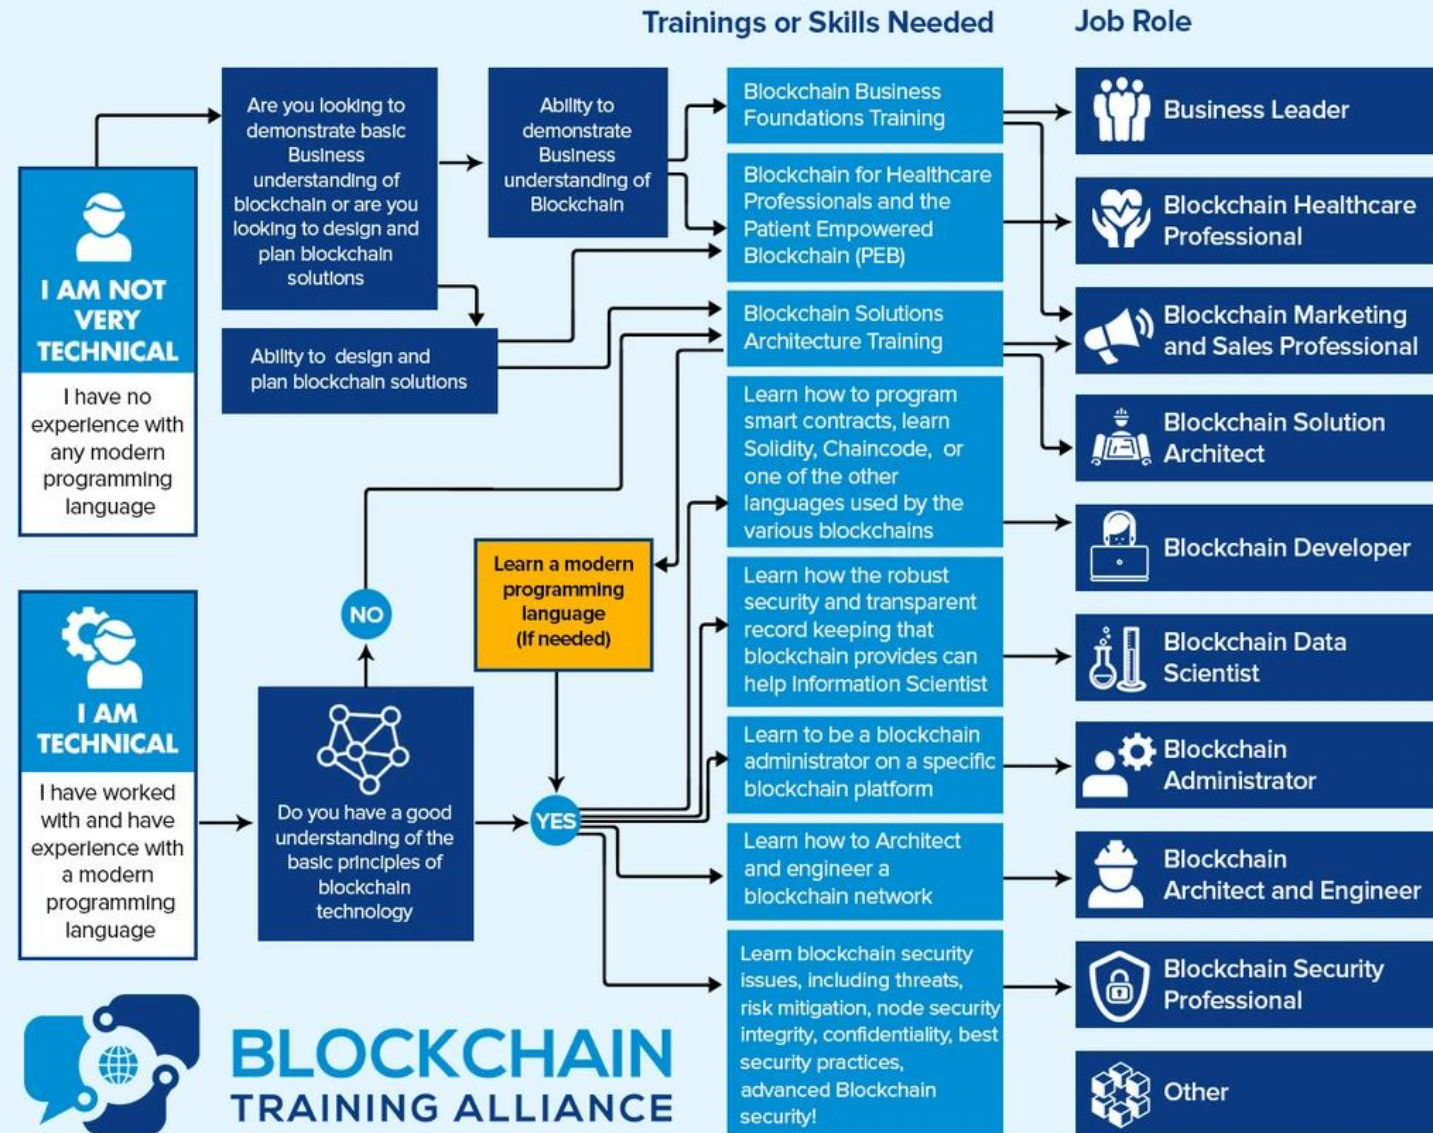 Trainings or Skills Needed
Job Role
I AM NOT
VERY
TECHNICAL
I have no
experience with
any modern
programming
language
Are you looking to
demonstrate basic
Business
understanding of
blockchain or are you
looking to design and
plan blockchain
solutions
Ability to
demonstrate
Business
understanding of
Blockchain
Ability to design and
plan blockchain solutions
I AM
TECHNICAL
I have worked
with and have
experience with
a modern
programming
language
Do you have a good
understanding of the
basic principles of
blockchain
technology
NO
Learn a modern
programming
language
(If needed)
YES
Blockchain Business
Foundations Training
Blockchain for Healthcare
Professionals and the
Patient Empowered
Blockchain (PEB)
Blockchain Solutions
Architecture Training
Learn how to program
smart contracts, learn
Solidity, Chaincode, or
one of the other
languages used by the
various blockchains
Learn how the robust
security and transparent
record keeping that
blockchain provides can
help Information Scientist
Learn to be a blockchain
administrator on a specific
blockchain platform
Learn how to Architect
and engineer a
blockchain network
Learn blockchain security
issues, including threats,
risk mitigation, node security
integrity, confidentiality, best
security practices,
advanced Blockchain
security!
Business Leader
Blockchain Healthcare
Professional
Blockchain Marketing
and Sales Professional
Blockchain Solution
Architect
Blockchain Developer
Blockchain Data
Scientist
Blockchain
Administrator
Blockchain
Architect and Engineer
Blockchain Security
Professional
Other
BLOCKCHAIN
TRAINING ALLIANCE